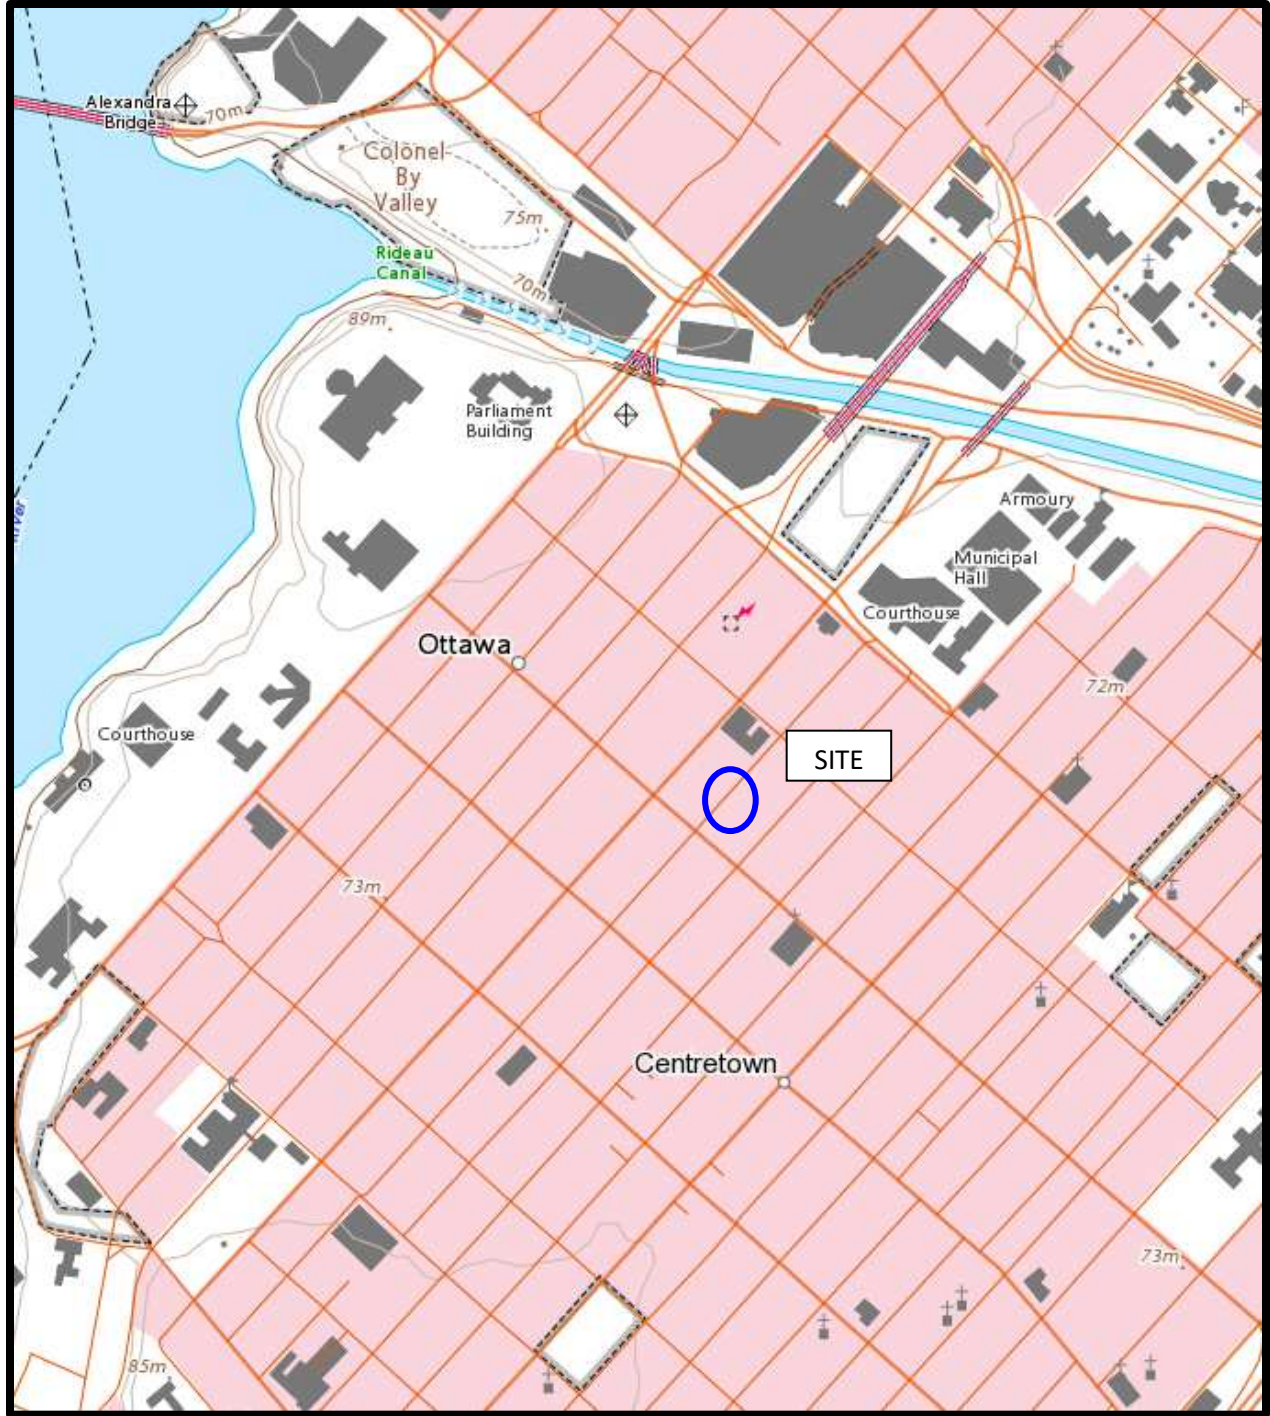 Alexandra
Bridge
70m
Colonel
By
Valley
75m
Rideau
Canal
70m
89m
Parliament
Building
Armoury
Municipal
Hall
Courthouse
Ottawa
72m
Courthouse
SITE
73m
Centretown
73m
85m